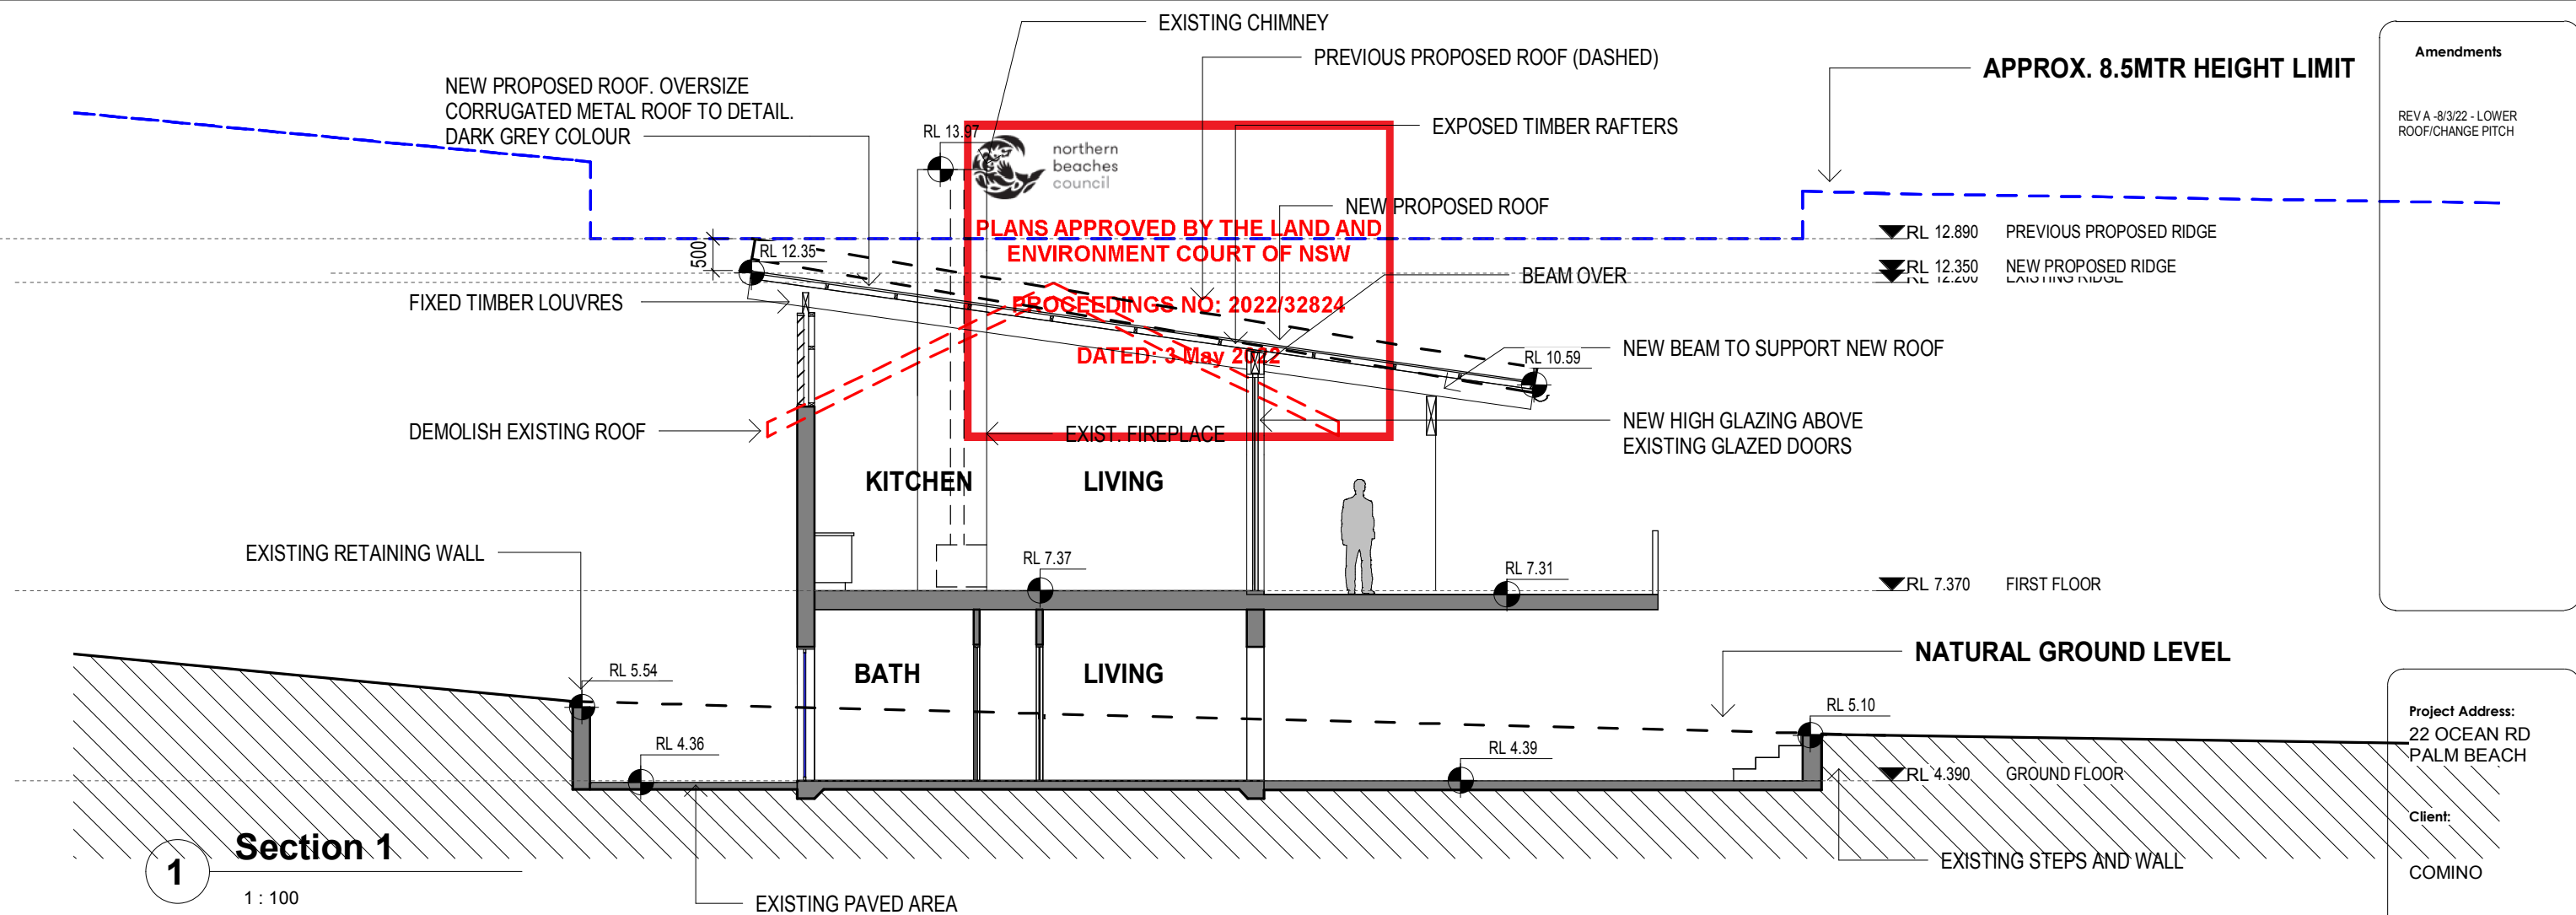 EXISTING CHIMNEY
PREVIOUS PROPOSED ROOF (DASHED)
APPROX. 8.5MTR HEIGHT LIMIT
Amendments
REV A -8/3/22 - LOWER
ROOF/CHANGE PITCH
NEW PROPOSED ROOF. OVERSIZE
CORRUGATED METAL ROOF TO DETAIL.
DARK GREY COLOUR
RL 13.97
northern
beaches
council
EXPOSED TIMBER RAFTERS
NEW PROPOSED ROOF
PLANS APPROVED BY THE LAND AND
ENVIRONMENT COURT OF NSW
RL 12.890 PREVIOUS PROPOSED RIDGE
500
RL 12.35
BEAM OVER
RL 12.350 NEW PROPOSED RIDGE
RL 12.200 EXISTING RIDGE
FIXED TIMBER LOUVRES
PROCEEDINGS NO: 2022/32824
DATED: 3 May 2022
RL 10.59
NEW BEAM TO SUPPORT NEW ROOF
DEMOLISH EXISTING ROOF
EXIST. FIREPLACE
NEW HIGH GLAZING ABOVE
EXISTING GLAZED DOORS
KITCHEN
LIVING
EXISTING RETAINING WALL
RL 7.37
RL 7.31
RL 7.370 FIRST FLOOR
RL 5.54
BATH
LIVING
NATURAL GROUND LEVEL
RL 5.10
RL 4.36
RL 4.39
RL 4.390 GROUND FLOOR
Project Address:
22 OCEAN RD
PALM BEACH
Client:
COMINO
1
Section 1
1 : 100
EXISTING PAVED AREA
EXISTING STEPS AND WALL